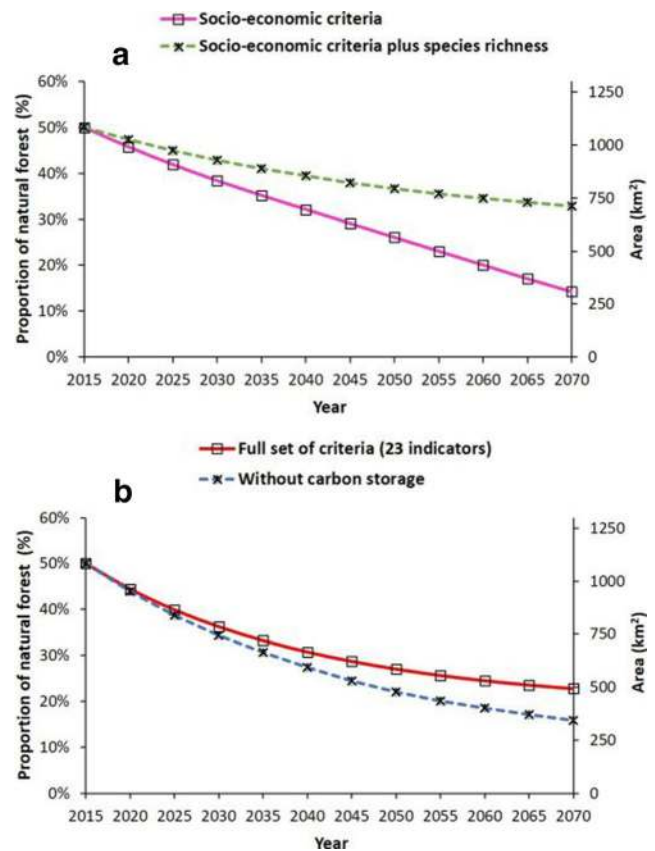 Socio-economic criteria
Socio-economic criteria plus species richness
a
60%
50%
40%
30%
20%
10%
0%
Proportion of natural forest (%)
1250
1000
750
500
250
0
Area (km²)
2015 2020 2025 2030 2035 2040 2045 2050 2055 2060 2065 2070
Year
Full set of criteria (23 indicators)
Without carbon storage
b
60%
50%
40%
30%
20%
10%
0%
Proportion of natural forest (%)
1250
1000
750
500
250
0
Area (km²)
2015 2020 2025 2030 2035 2040 2045 2050 2055 2060 2065 2070
Year